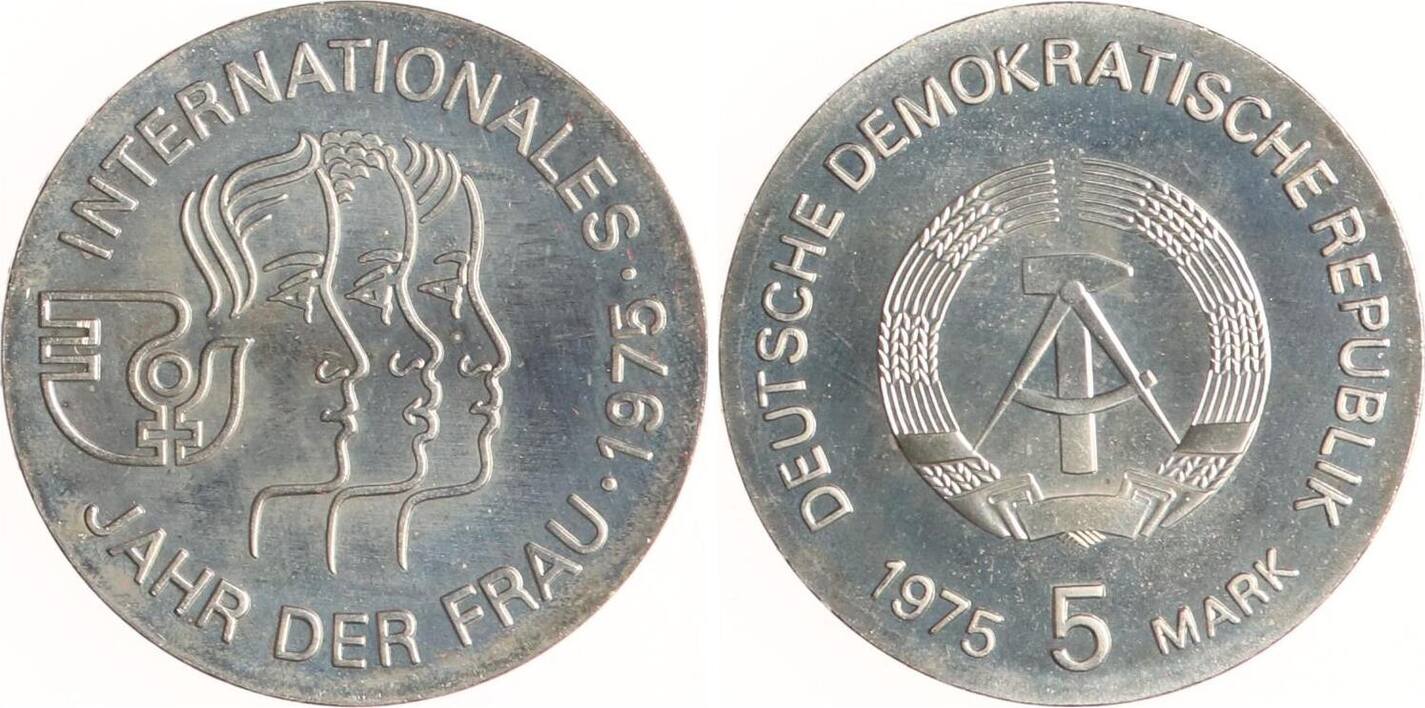 INTERNATIONALES · 1975 ·
JAHR DER FRAU
DEUTSCHE DEMOKRATISCHE REPUBLIK
1975 5 MARK